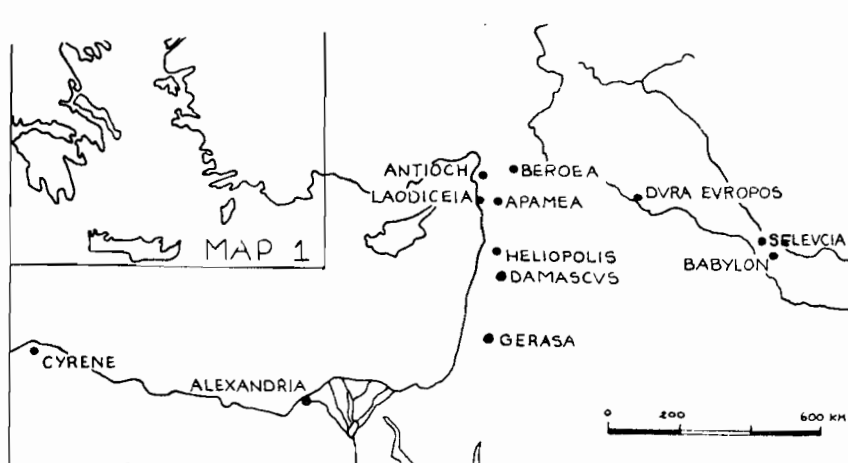 ANTIOCH
BEROEA
LAODICEIA
APAMEA
DVRA EVROPOS
MAP 1
SELEVCIA
HELIOPOLIS
BABYLON
DAMASCVS
GERASA
CYRENE
ALEXANDRIA
0 200 600 KM